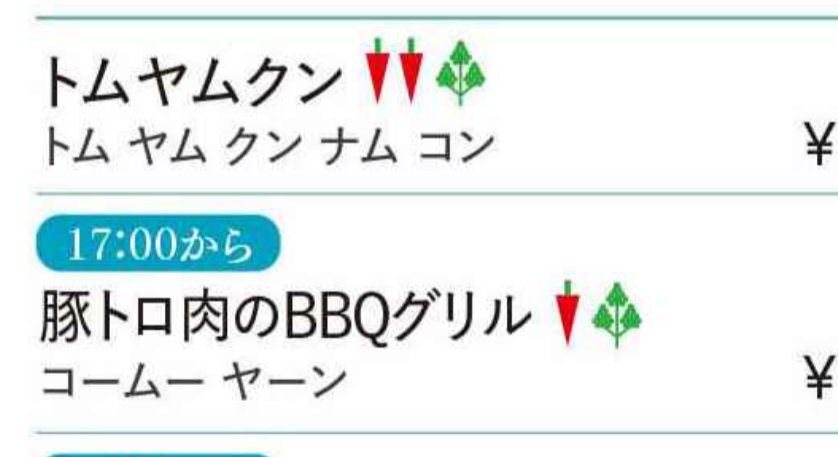 トムヤムクン
トム ヤム クン ナム コン
¥
17:00から
豚トロ肉のBBQグリル
コームー ヤーン
¥